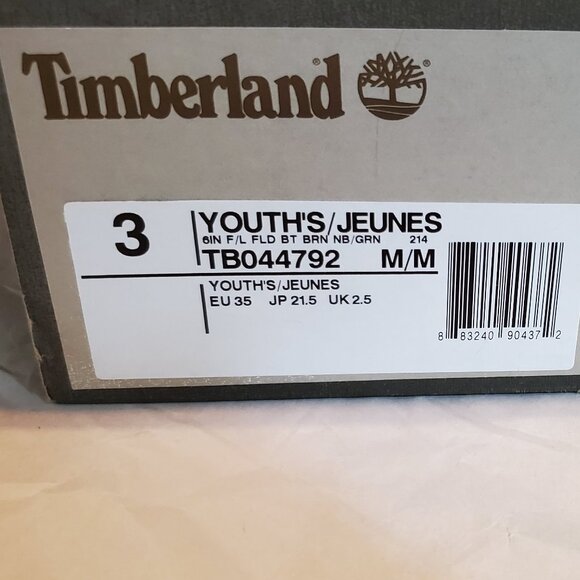 Timberland®
3
YOUTH'S/JEUNES
6IN F/L FLD BT BRN NB/GRN 214
TB044792 M/M
YOUTH'S/JEUNES
EU 35 JP 21.5 UK 2.5
8 83240 90437 2